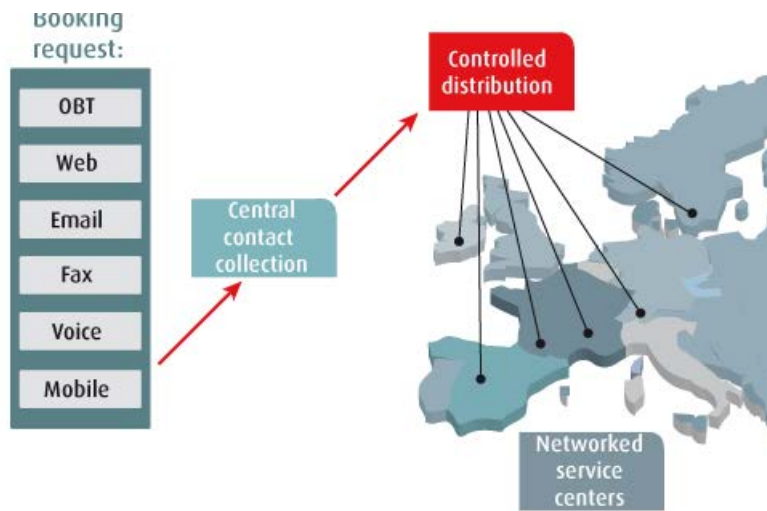 Booking
request:
OBT
Web
Email
Fax
Voice
Mobile
Central
contact
collection
Controlled
distribution
Networked
service
centers